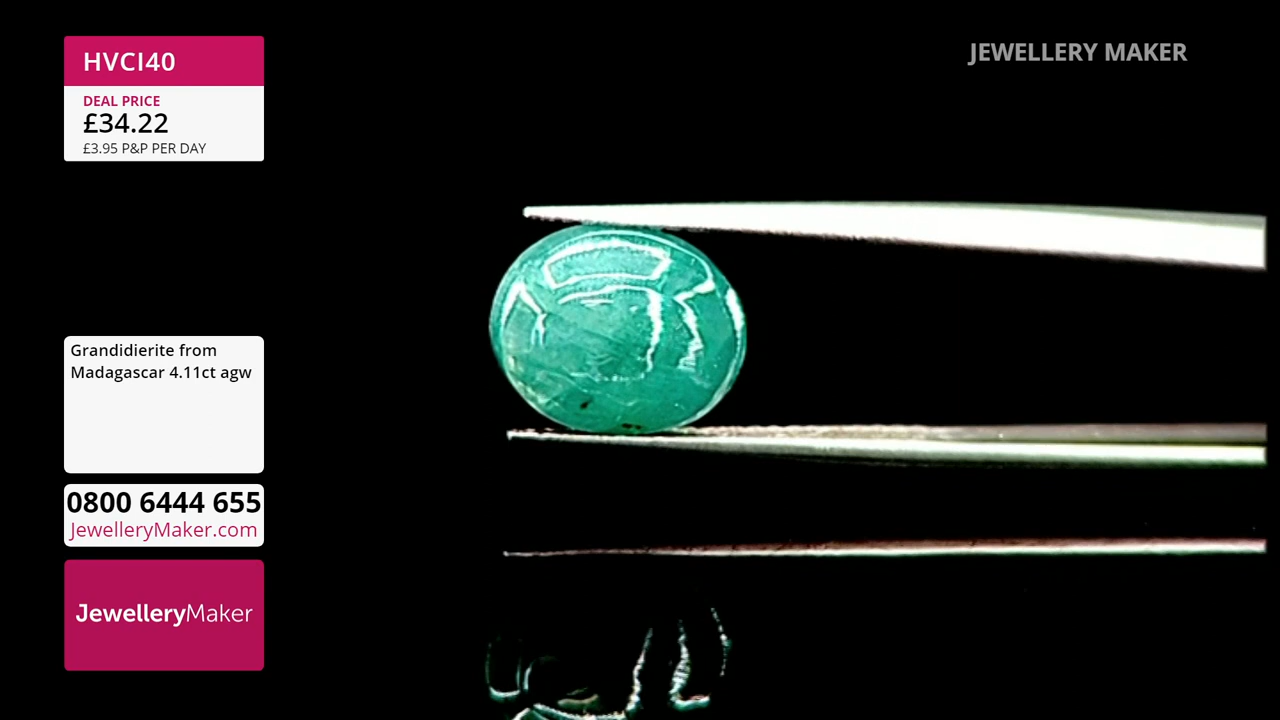 HVCI40
DEAL PRICE
£34.22
£3.95 P&P PER DAY
JEWELLERY MAKER
Grandidierite from
Madagascar 4.11ct agw
0800 6444 655
JewelleryMaker.com
JewelleryMaker